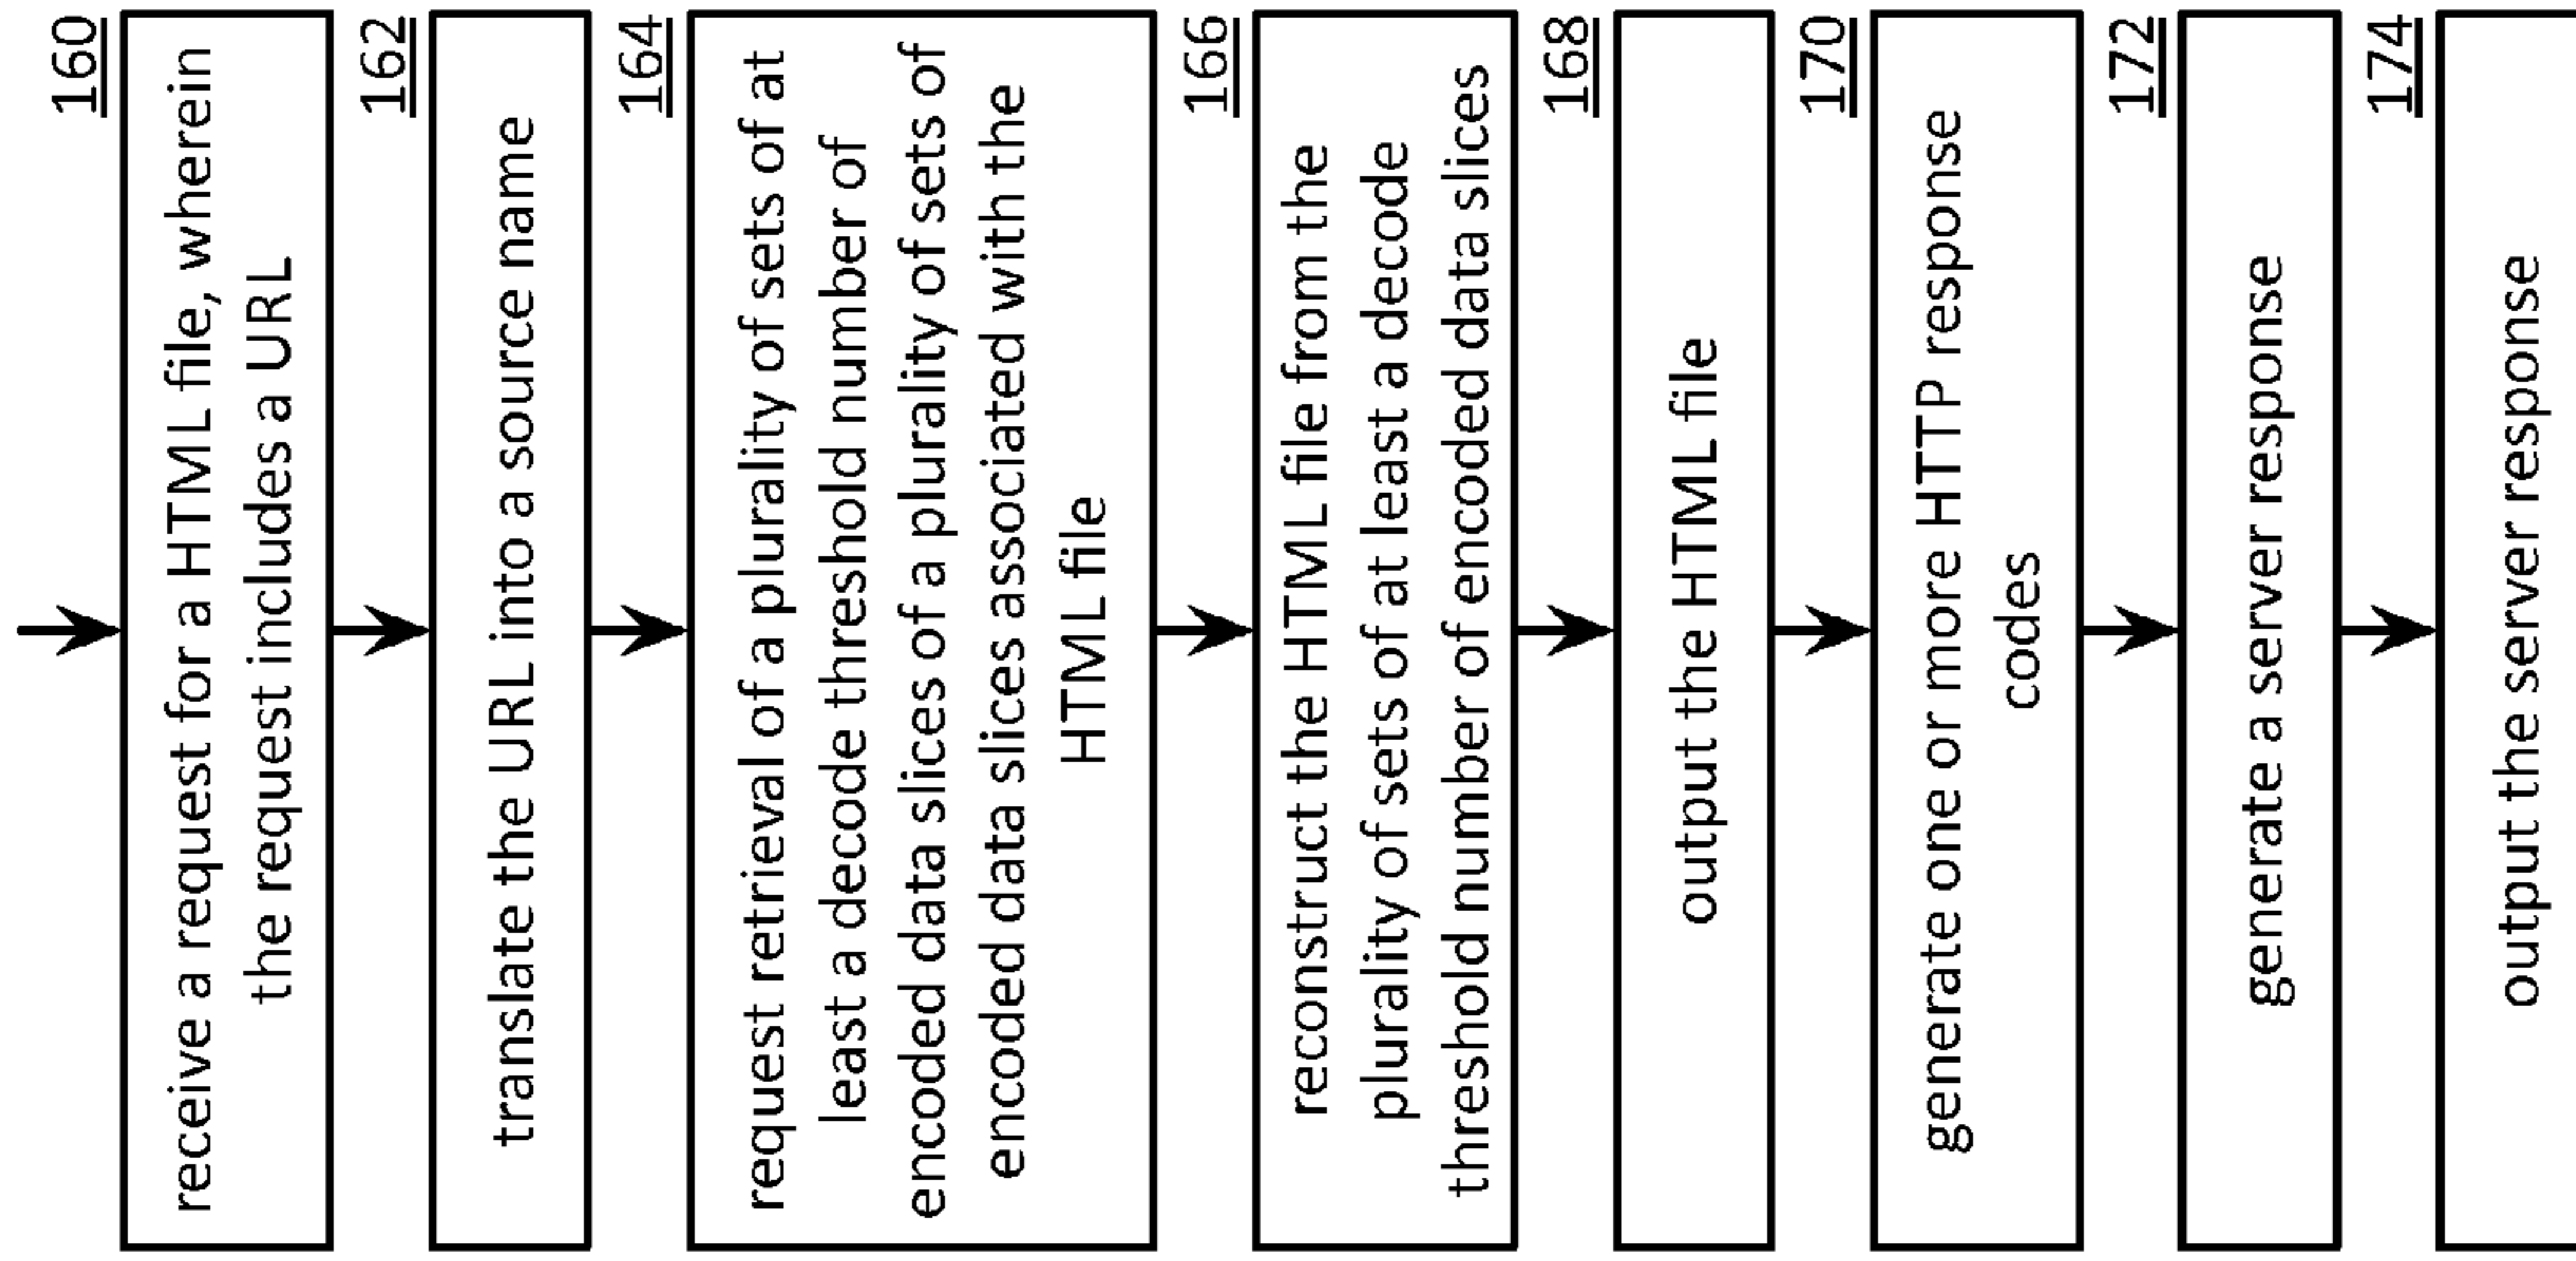 160
receive a request for a HTML file, wherein
the request includes a URL
162
translate the URL into a source name
164
request retrieval of a plurality of sets of at
least a decode threshold number of
encoded data slices of a plurality of sets of
encoded data slices associated with the
HTML file
166
reconstruct the HTML file from the
plurality of sets of at least a decode
threshold number of encoded data slices
168
output the HTML file
170
generate one or more HTTP response
codes
172
generate a server response
174
output the server response